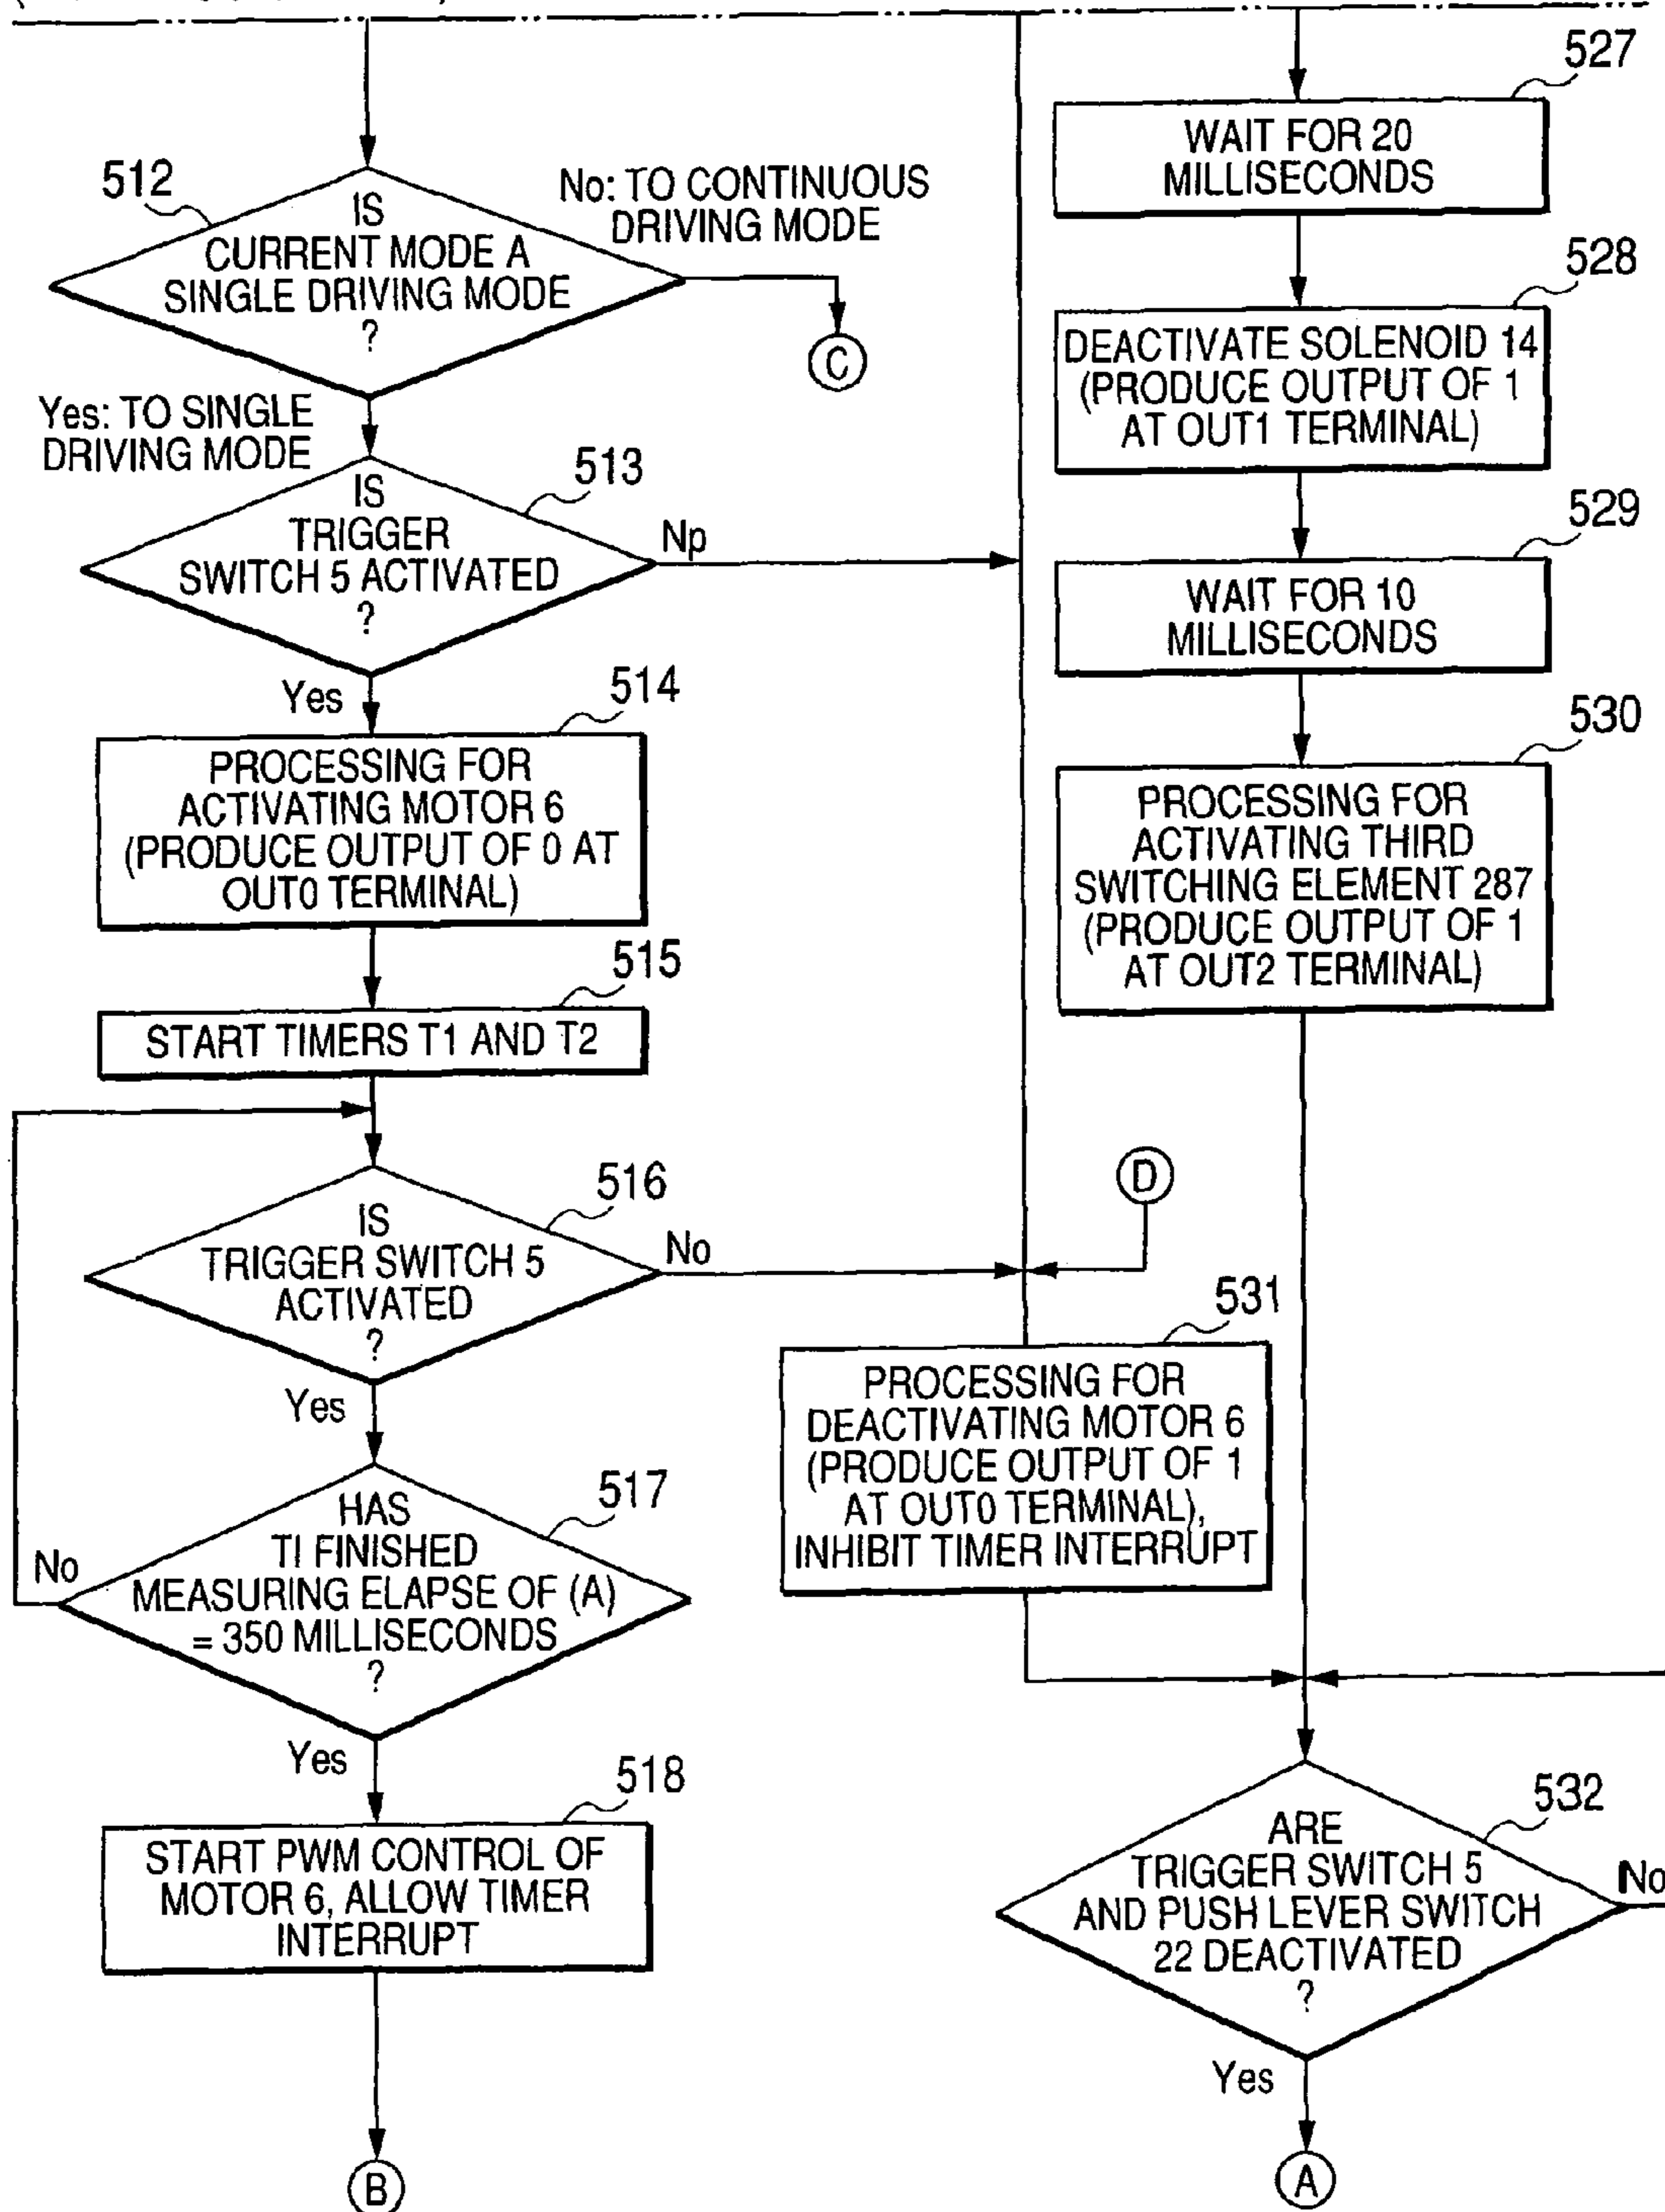 512
IS
CURRENT MODE A
SINGLE DRIVING MODE
?
No: TO CONTINUOUS
DRIVING MODE
C
Yes: TO SINGLE
DRIVING MODE
513
IS
TRIGGER
SWITCH 5 ACTIVATED
?
Np
Yes
514
PROCESSING FOR
ACTIVATING MOTOR 6
(PRODUCE OUTPUT OF 0 AT
OUT0 TERMINAL)
515
START TIMERS T1 AND T2
516
IS
TRIGGER SWITCH 5
ACTIVATED
?
No
Yes
517
HAS
TI FINISHED
MEASURING ELAPSE OF (A)
= 350 MILLISECONDS
?
No
Yes
518
START PWM CONTROL OF
MOTOR 6, ALLOW TIMER
INTERRUPT
B
527
WAIT FOR 20
MILLISECONDS
528
DEACTIVATE SOLENOID 14
(PRODUCE OUTPUT OF 1
AT OUT1 TERMINAL)
529
WAIT FOR 10
MILLISECONDS
530
PROCESSING FOR
ACTIVATING THIRD
SWITCHING ELEMENT 287
(PRODUCE OUTPUT OF 1
AT OUT2 TERMINAL)
D
531
PROCESSING FOR
DEACTIVATING MOTOR 6
(PRODUCE OUTPUT OF 1
AT OUT0 TERMINAL),
INHIBIT TIMER INTERRUPT
532
ARE
TRIGGER SWITCH 5
AND PUSH LEVER SWITCH
22 DEACTIVATED
?
No
Yes
A